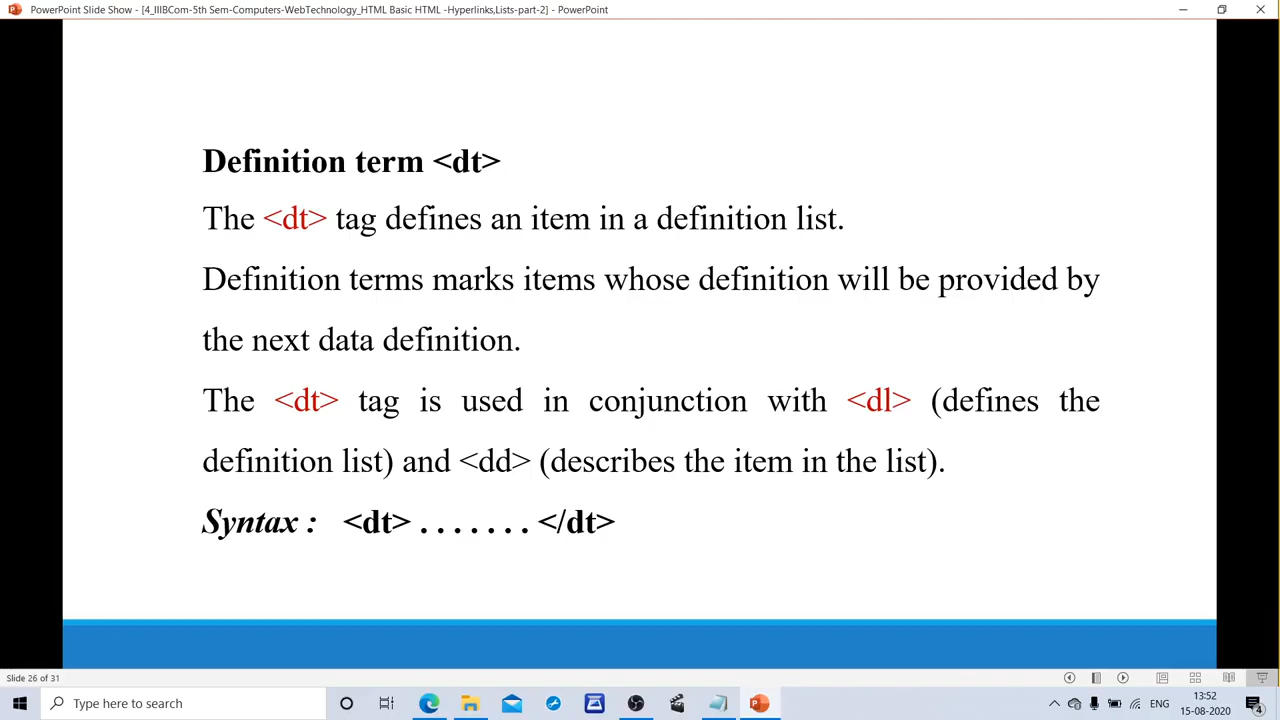 PowerPoint Slide Show - [4_IIIBCom-5th Sem-Computers-WebTechnology_HTML Basic HTML -Hyperlinks,Lists-part-2] - PowerPoint
Definition term <dt>
The <dt> tag defines an item in a definition list.
Definition terms marks items whose definition will be provided by
the next data definition.
The <dt> tag is used in conjunction with <dl> (defines the
definition list) and <dd> (describes the item in the list).
Syntax : <dt> . . . . . . . </dt>
Slide 26 of 31
Type here to search
ENG
13:52
15-08-2020
4